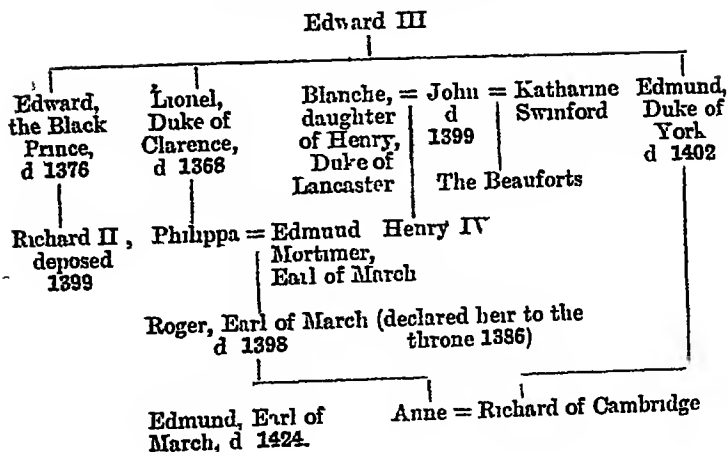 Edward III
Edward,
the Black
Prince,
d 1376
Lionel,
Duke of
Clarence,
d 1368
Blanche, = John = Katharine
daughter
of Henry,
Duke of
Lancaster
d
1399
Swinford
Edmund,
Duke of
York
d 1402
The Beauforts
Richard II,
deposed
1399
Philippa = Edmund
Mortimer,
Earl of March
Henry IV
Roger, Earl of March (declared heir to the
d 1398 throne 1386)
Edmund, Earl of
March, d 1424.
Anne = Richard of Cambridge